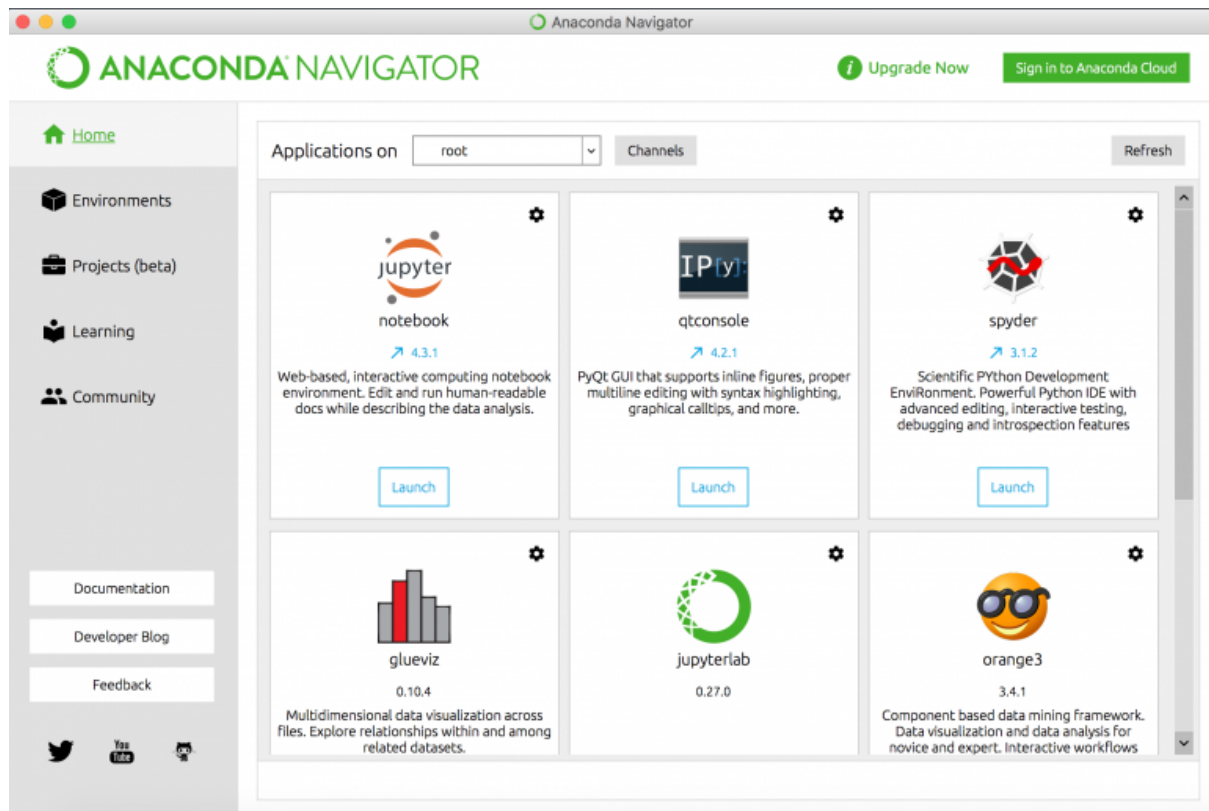 Anaconda Navigator
ANACONDA NAVIGATOR
Upgrade Now
Sign in to Anaconda Cloud
Home
Environments
Projects (beta)
Learning
Community
Documentation
Developer Blog
Feedback
You
Tube
Applications on
root
Channels
Refresh
jupyter
notebook
4.3.1
Web-based, interactive computing notebook
environment. Edit and run human-readable
docs while describing the data analysis.
Launch
IP[y]:
qtconsole
4.2.1
PyQt GUI that supports inline figures, proper
multiline editing with syntax highlighting,
graphical calltips, and more.
Launch
spyder
3.1.2
Scientific PYthon Development
EnviRonment. Powerful Python IDE with
advanced editing, interactive testing,
debugging and introspection features
Launch
glueviz
0.10.4
Multidimensional data visualization across
files. Explore relationships within and among
related datasets.
jupyterlab
0.27.0
orange3
3.4.1
Component based data mining framework.
Data visualization and data analysis for
novice and expert. Interactive workflows